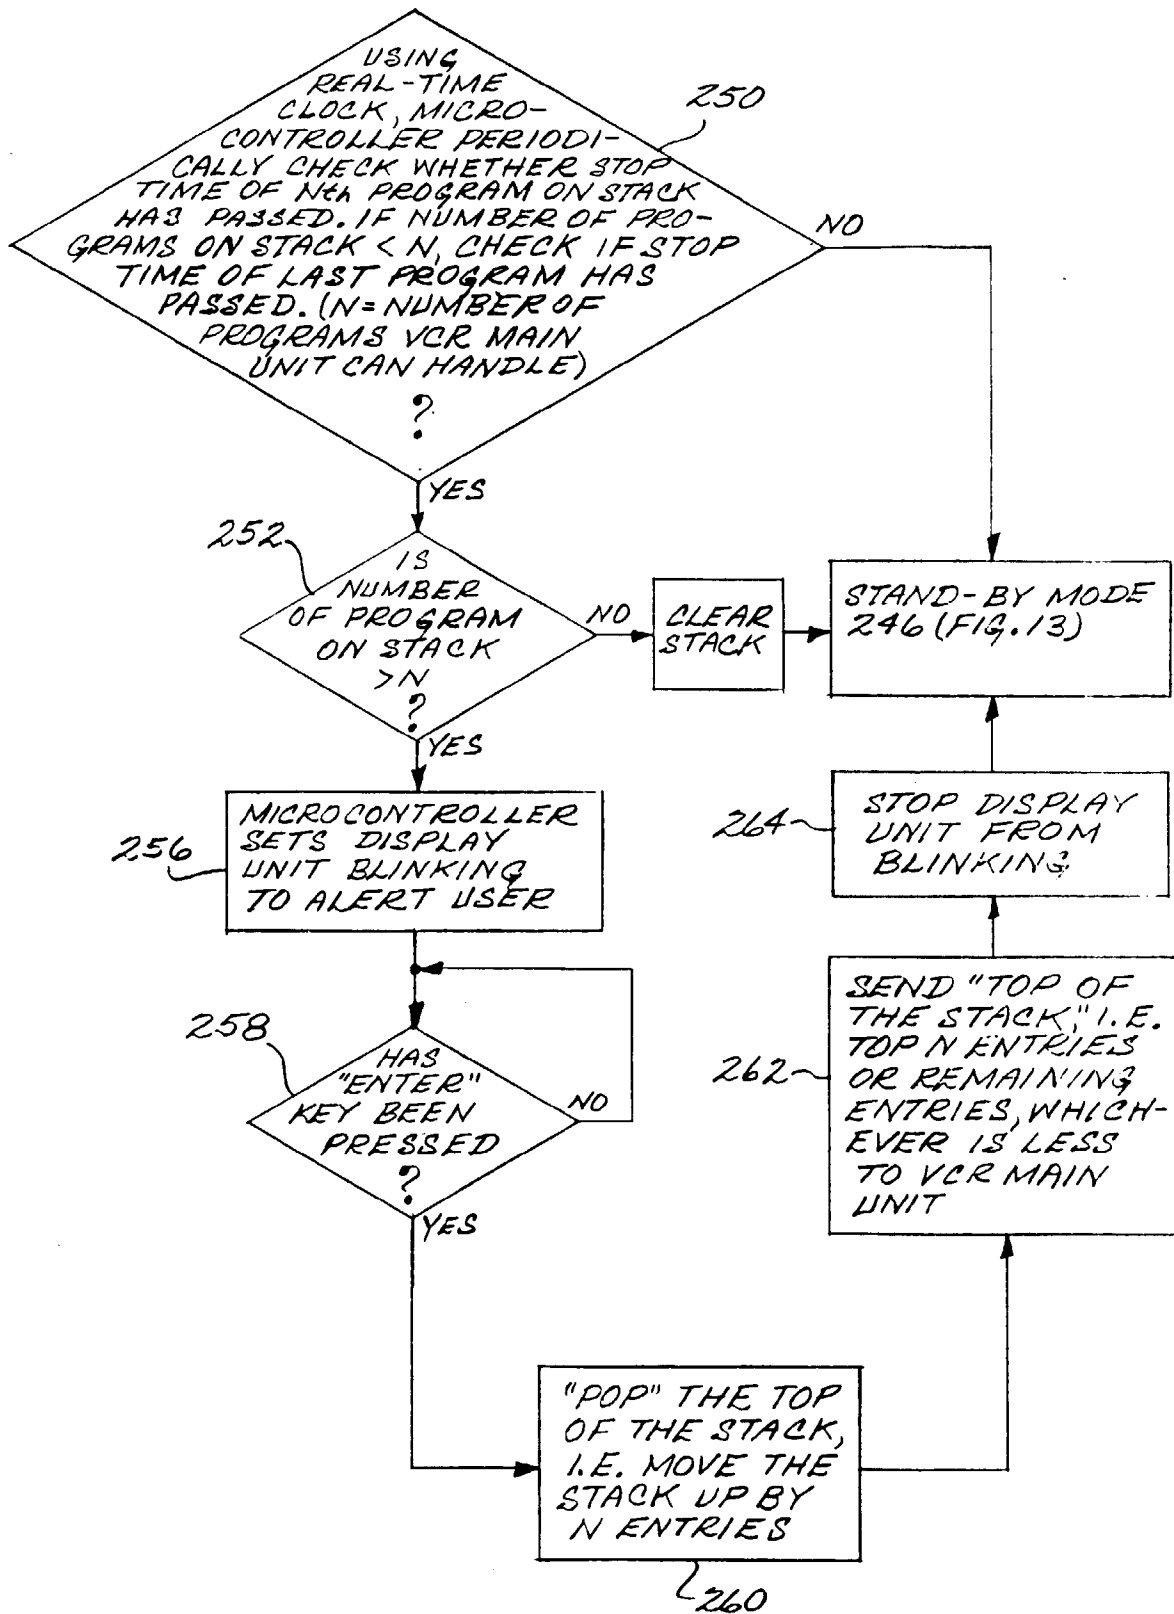 USING
REAL-TIME
CLOCK, MICRO-
CONTROLLER PERIODI-
CALLY CHECK WHETHER STOP
TIME OF Nth PROGRAM ON STACK
HAS PASSED. IF NUMBER OF PRO-
GRAMS ON STACK < N, CHECK IF STOP
TIME OF LAST PROGRAM HAS
PASSED. (N = NUMBER OF
PROGRAMS VCR MAIN
UNIT CAN HANDLE)
?
250
NO
YES
252
IS
NUMBER
OF PROGRAM
ON STACK
>N
?
NO
CLEAR
STACK
STAND-BY MODE
246 (FIG. 13)
YES
256
MICROCONTROLLER
SETS DISPLAY
UNIT BLINKING
TO ALERT USER
264
STOP DISPLAY
UNIT FROM
BLINKING
258
HAS
"ENTER"
KEY BEEN
PRESSED
?
NO
YES
262
SEND "TOP OF
THE STACK," I.E.
TOP N ENTRIES
OR REMAINING
ENTRIES, WHICH-
EVER IS LESS
TO VCR MAIN
UNIT
"POP" THE TOP
OF THE STACK,
I.E. MOVE THE
STACK UP BY
N ENTRIES
260